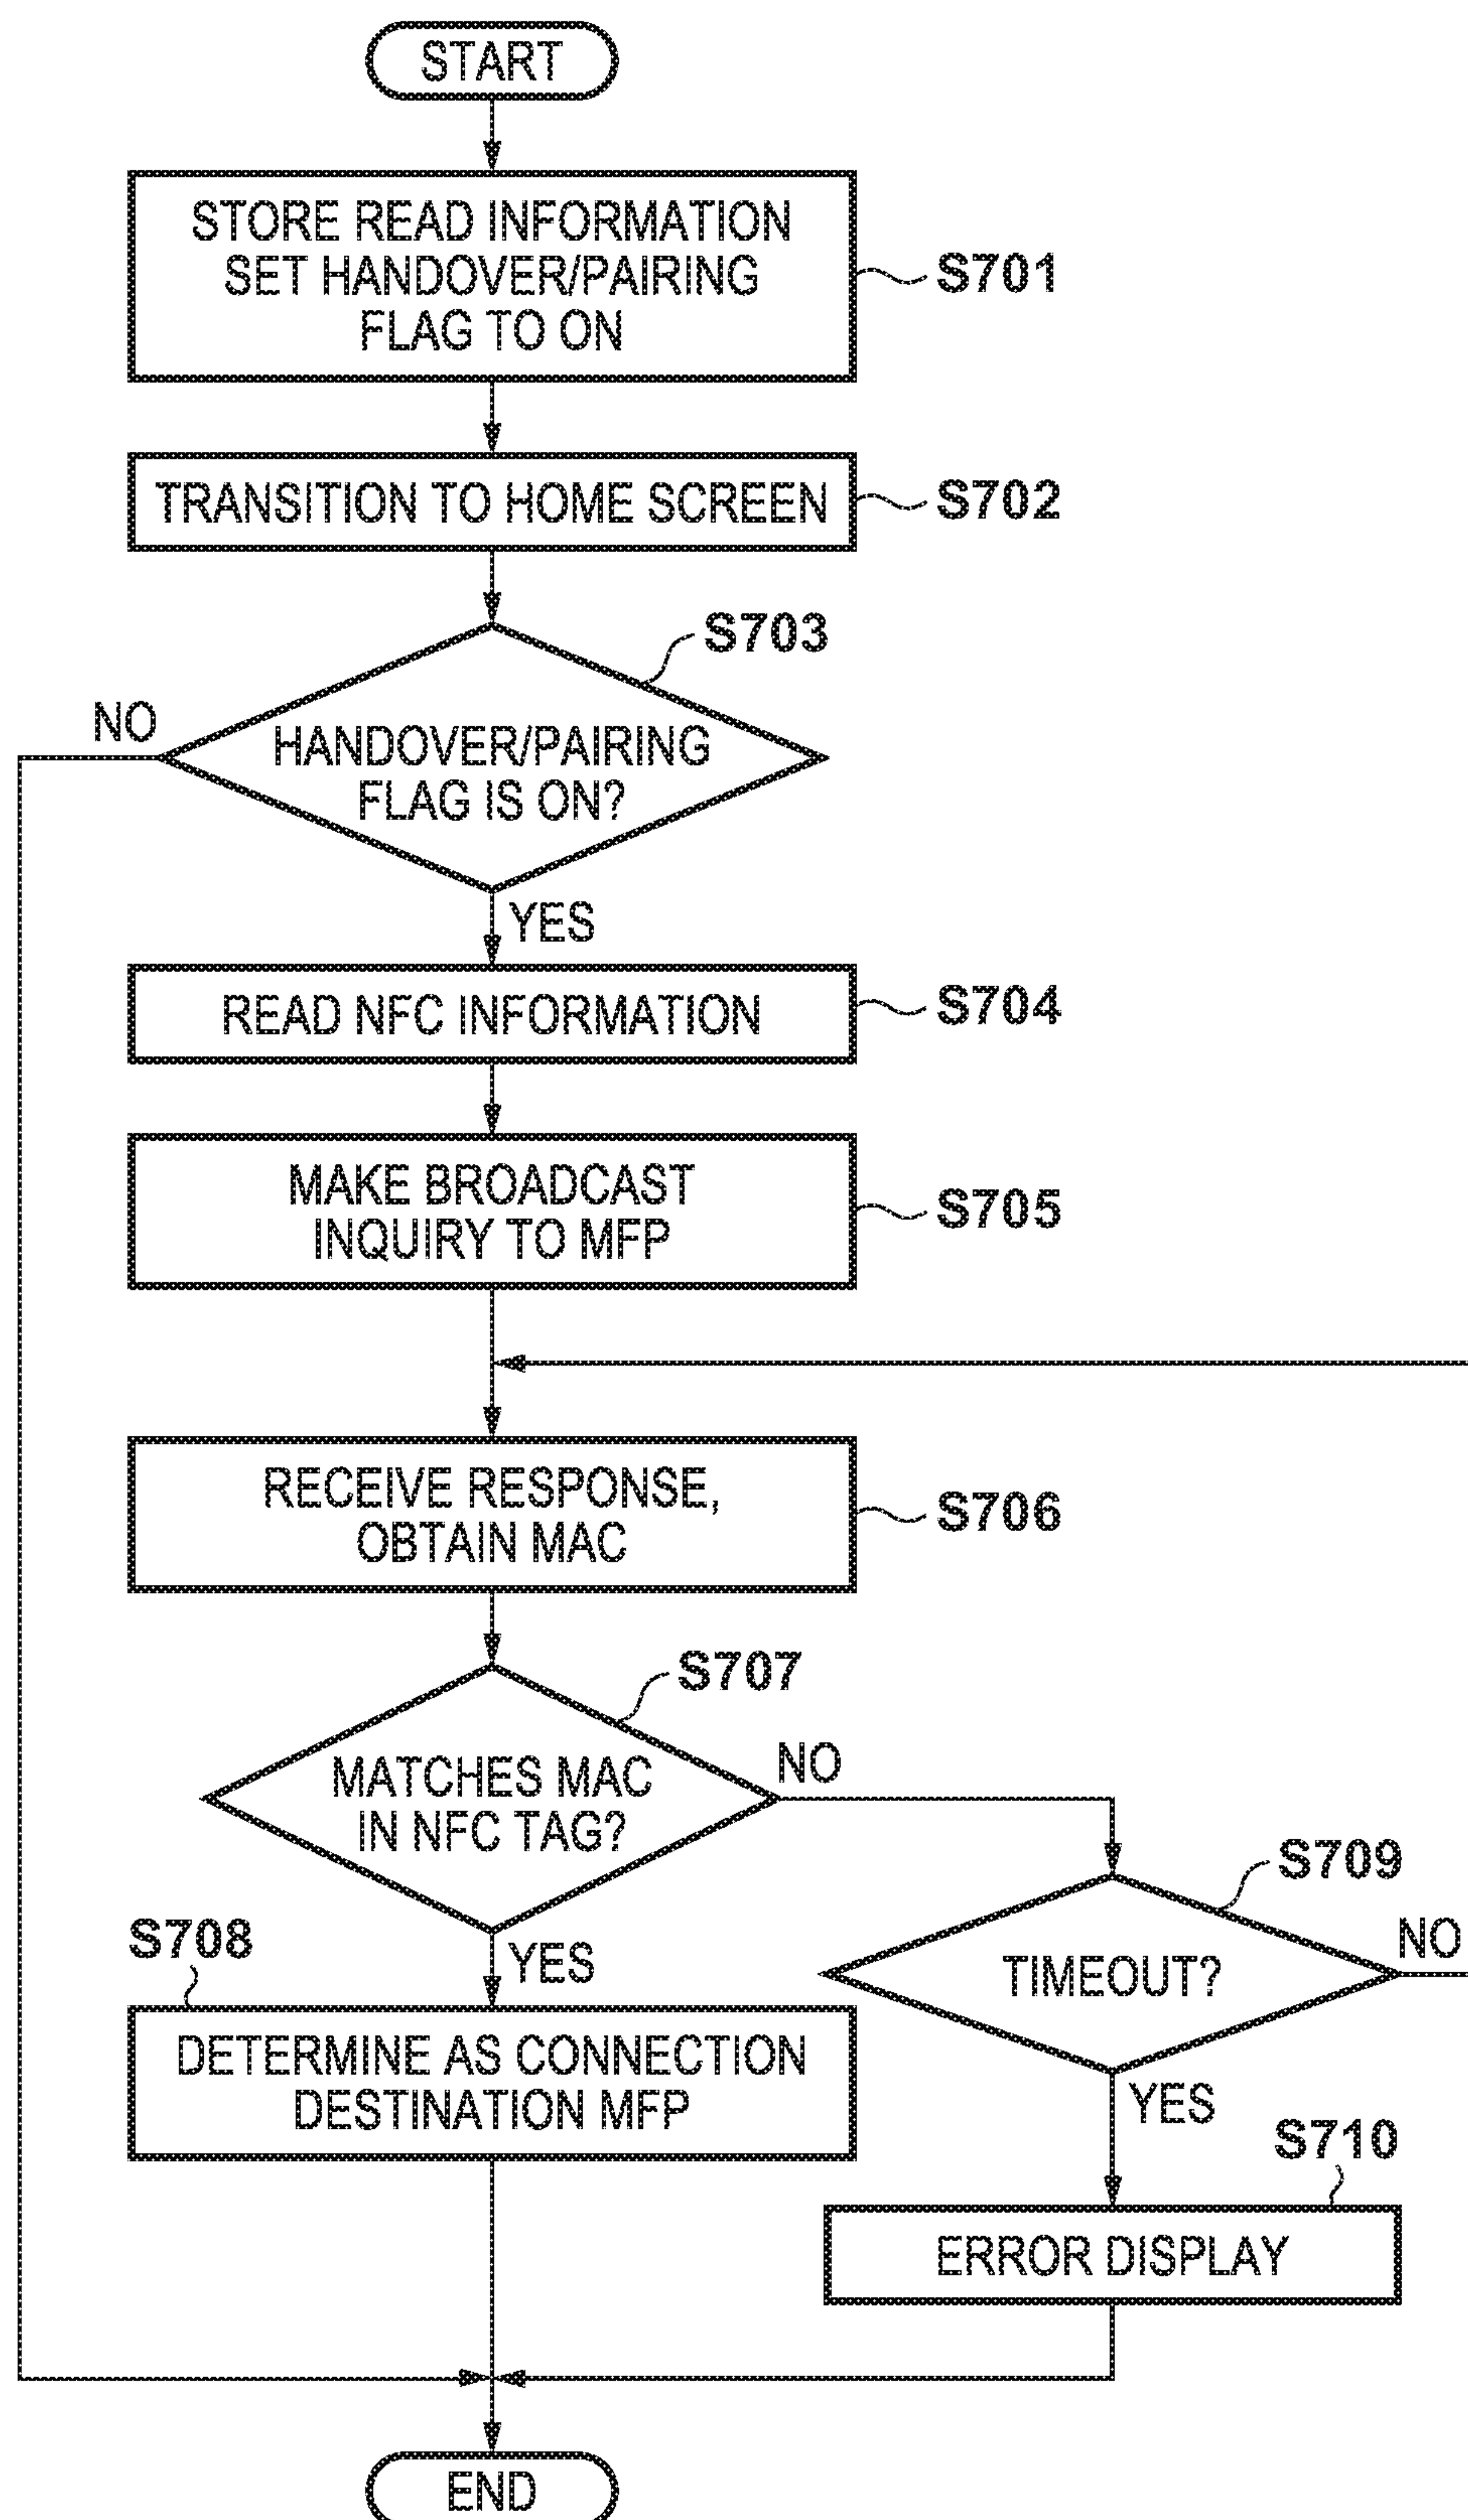 START
STORE READ INFORMATION
SET HANDOVER/PAIRING
FLAG TO ON
S701
TRANSITION TO HOME SCREEN
S702
S703
NO
HANDOVER/PAIRING
FLAG IS ON?
YES
READ NFC INFORMATION
S704
MAKE BROADCAST
INQUIRY TO MFP
S705
RECEIVE RESPONSE,
OBTAIN MAC
S706
S707
MATCHES MAC
IN NFC TAG?
NO
YES
S708
DETERMINE AS CONNECTION
DESTINATION MFP
S709
TIMEOUT?
NO
YES
S710
ERROR DISPLAY
END